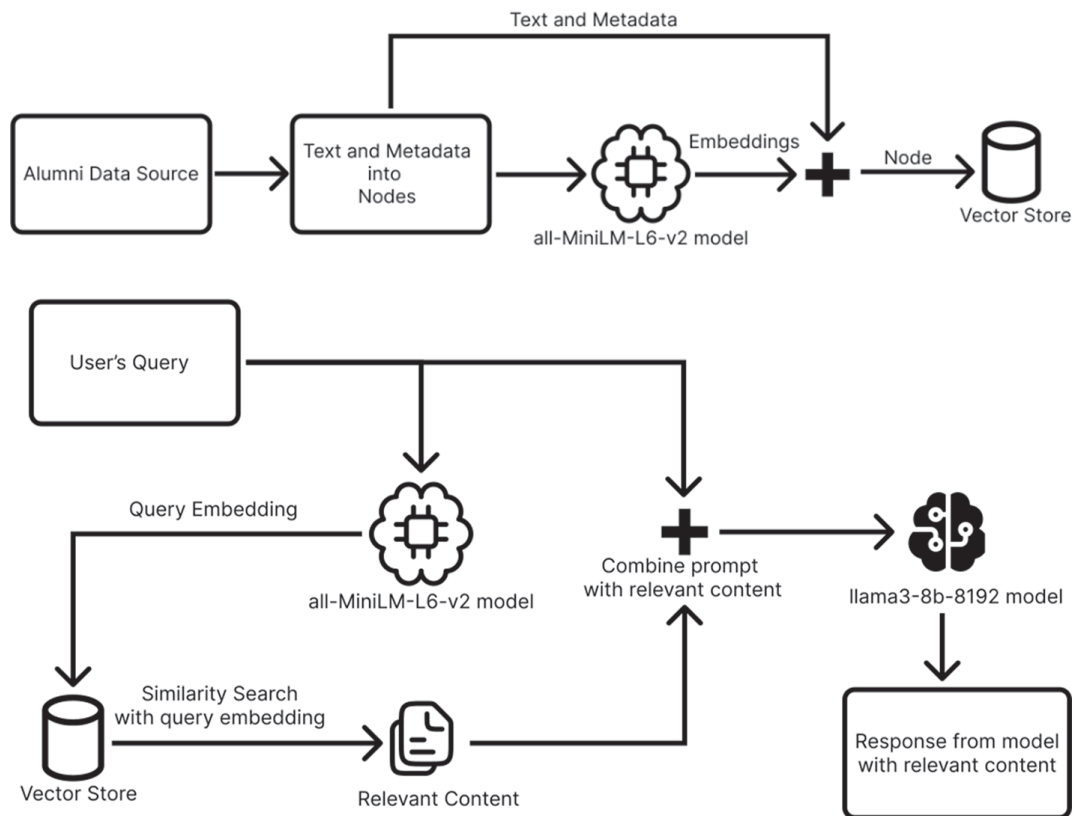 Text and Metadata
Alumni Data Source
Text and Metadata
into
Nodes
Embeddings
Node
all-MiniLM-L6-v2 model
Vector Store
User's Query
Query Embedding
all-MiniLM-L6-v2 model
Combine prompt
with relevant content
llama3-8b-8192 model
Similarity Search
with query embedding
Vector Store
Relevant Content
Response from model
with relevant content